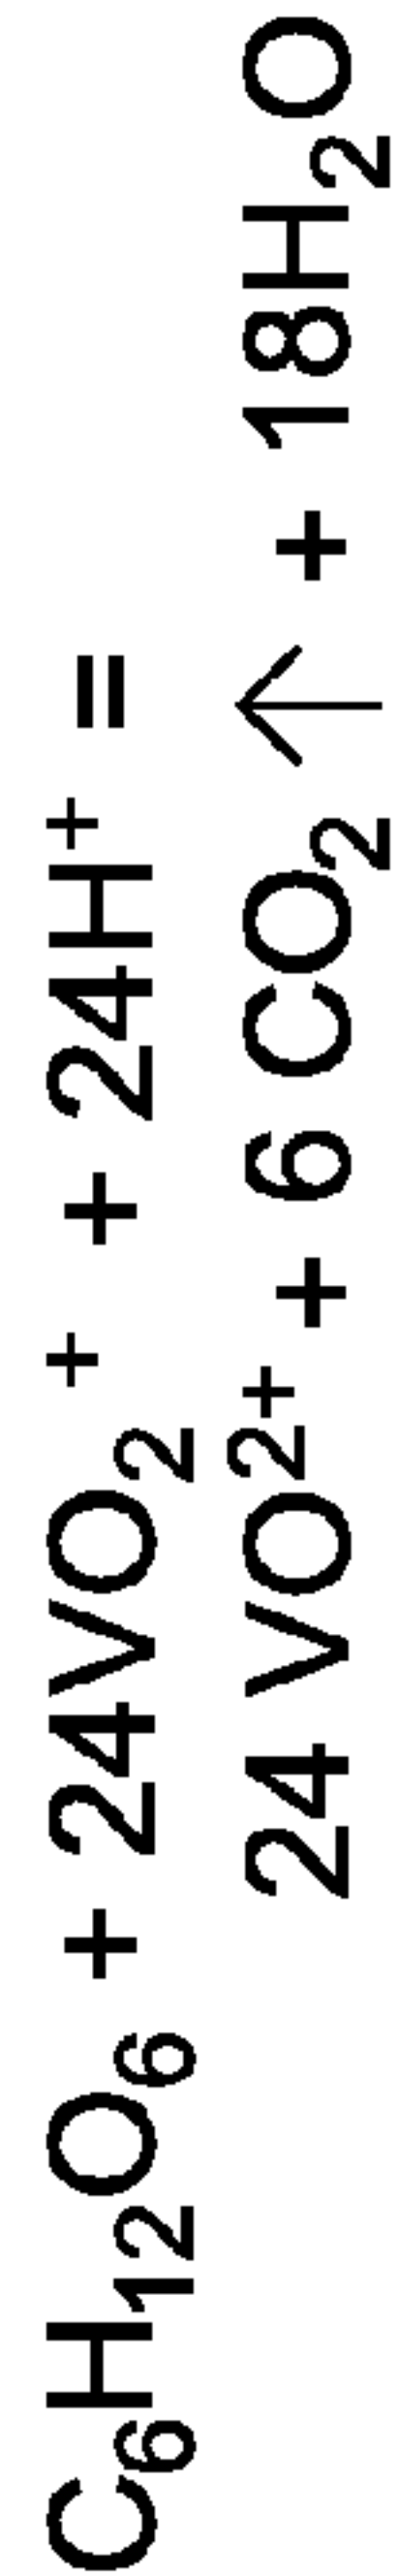 C₆H₁₂O₆ + 24VO₂⁺ + 24H⁺ =
24 VO²⁺ + 6 CO₂ ↑ + 18H₂O